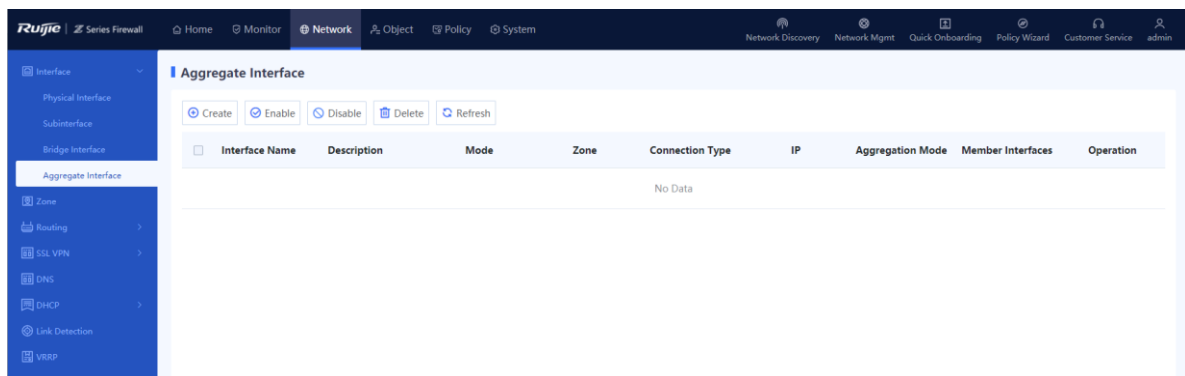 Ruijie | Z Series Firewall
Home Monitor Network Object Policy System
Network Discovery Network Mgmt Quick Onboarding Policy Wizard Customer Service admin
Interface
Physical Interface
Subinterface
Bridge Interface
Aggregate Interface
Zone
Routing
SSL VPN
DNS
DHCP
Link Detection
VRRP
Aggregate Interface
Create Enable Disable Delete Refresh
Interface Name Description Mode Zone Connection Type IP Aggregation Mode Member Interfaces Operation
No Data